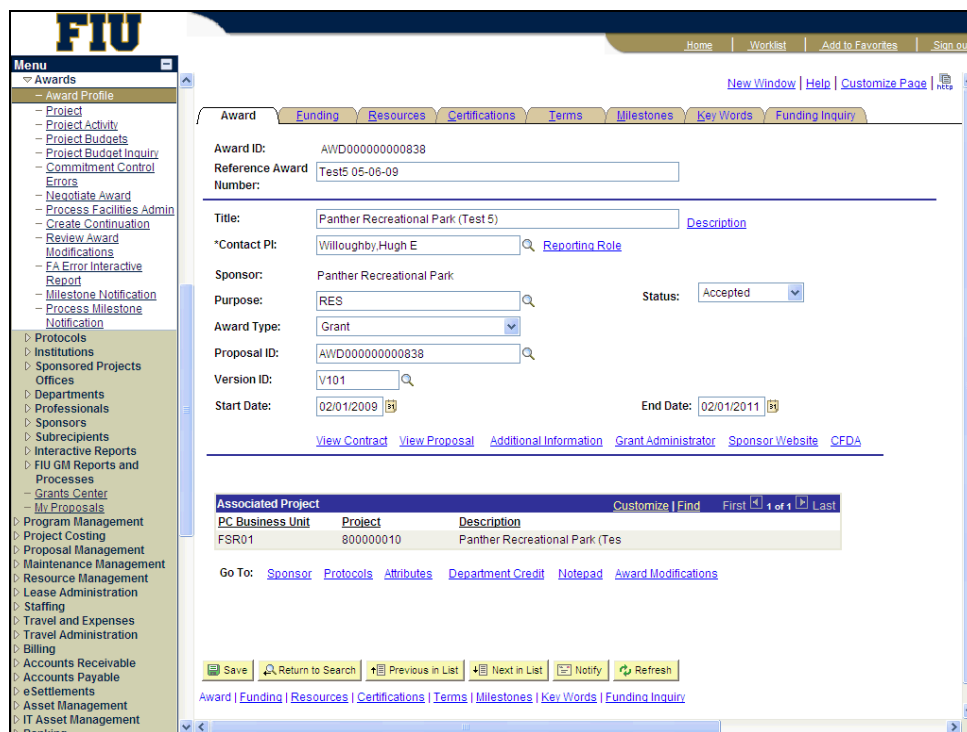 FIU
Home | Worklist | Add to Favorites | Sign ou
Menu
Awards
– Award Profile
– Project
– Project Activity
– Project Budgets
– Project Budget Inquiry
– Commitment Control
Errors
– Negotiate Award
– Process Facilities Admin
– Create Continuation
– Review Award
Modifications
– FA Error Interactive
Report
– Milestone Notification
– Process Milestone
Notification
Protocols
Institutions
Sponsored Projects
Offices
Departments
Professionals
Sponsors
Subrecipients
Interactive Reports
FIU GM Reports and
Processes
– Grants Center
– My Proposals
Program Management
Project Costing
Proposal Management
Maintenance Management
Resource Management
Lease Administration
Staffing
Travel and Expenses
Travel Administration
Billing
Accounts Receivable
Accounts Payable
eSettlements
Asset Management
IT Asset Management
New Window | Help | Customize Page | http
Award Funding Resources Certifications Terms Milestones Key Words Funding Inquiry
Award ID: AWD000000000838
Reference Award
Number: Test5 05-06-09
Title: Panther Recreational Park (Test 5) Description
*Contact PI: Willoughby,Hugh E Reporting Role
Sponsor: Panther Recreational Park
Purpose: RES Status: Accepted
Award Type: Grant
Proposal ID: AWD000000000838
Version ID: V101
Start Date: 02/01/2009 31 End Date: 02/01/2011 31
View Contract View Proposal Additional Information Grant Administrator Sponsor Website CFDA
Associated Project Customize | Find First 1 of 1 Last
PC Business Unit Project Description
FSR01 800000010 Panther Recreational Park (Tes
Go To: Sponsor Protocols Attributes Department Credit Notepad Award Modifications
Save Return to Search Previous in List Next in List Notify Refresh
Award | Funding | Resources | Certifications | Terms | Milestones | Key Words | Funding Inquiry